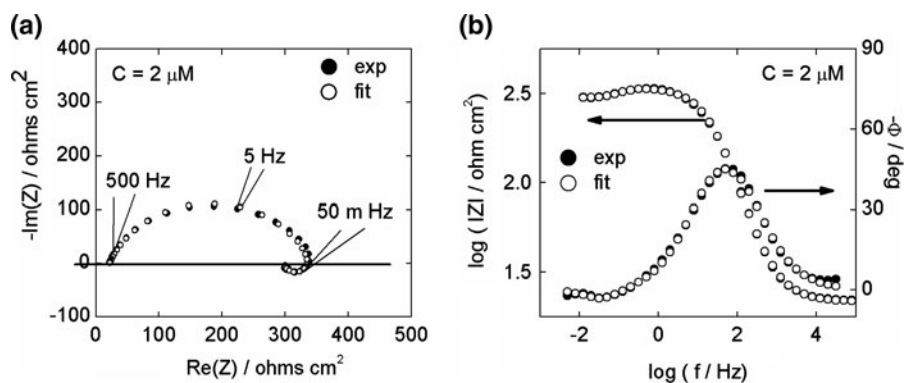 (a)
400
300
200
100
0
-100
-Im(Z) / ohms cm2
C = 2 μM
exp
fit
500 Hz
5 Hz
50 m Hz
0 100 200 300 400 500
Re(Z) / ohms cm2
(b)
2.5
2.0
1.5
log ( IZI / ohm cm2)
C = 2 μM
exp
fit
90
60
30
0
-Φ / deg
-2 0 2 4
log ( f / Hz)